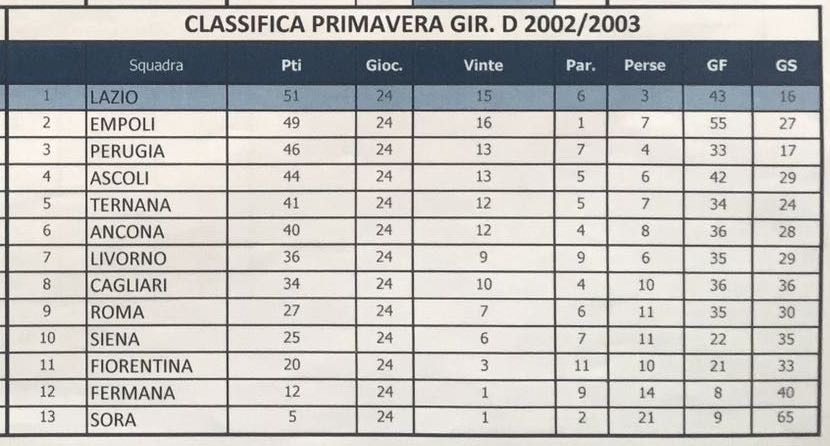 CLASSIFICA PRIMAVERA GIR. D 2002/2003
Squadra Pti Gioc. Vinte Par. Perse GF GS
1 LAZIO 51 24 15 6 3 43 16
2 EMPOLI 49 24 16 1 7 55 27
3 PERUGIA 46 24 13 7 4 33 17
4 ASCOLI 44 24 13 5 6 42 29
5 TERNANA 41 24 12 5 7 34 24
6 ANCONA 40 24 12 4 8 36 28
7 LIVORNO 36 24 9 9 6 35 29
8 CAGLIARI 34 24 10 4 10 36 36
9 ROMA 27 24 7 6 11 35 30
10 SIENA 25 24 6 7 11 22 35
11 FIORENTINA 20 24 3 11 10 21 33
12 FERMANA 12 24 1 9 14 8 40
13 SORA 5 24 1 2 21 9 65